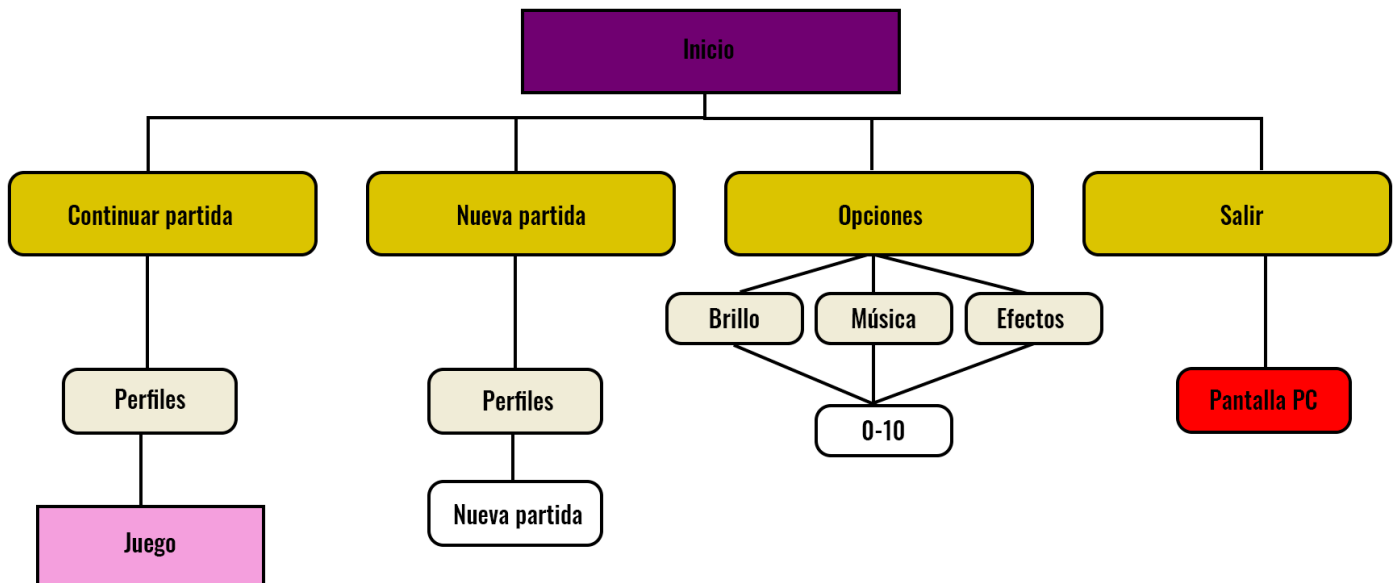 Inicio
Continuar partida
Nueva partida
Opciones
Salir
Brillo
Música
Efectos
Perfiles
Perfiles
Pantalla PC
0-10
Nueva partida
Juego